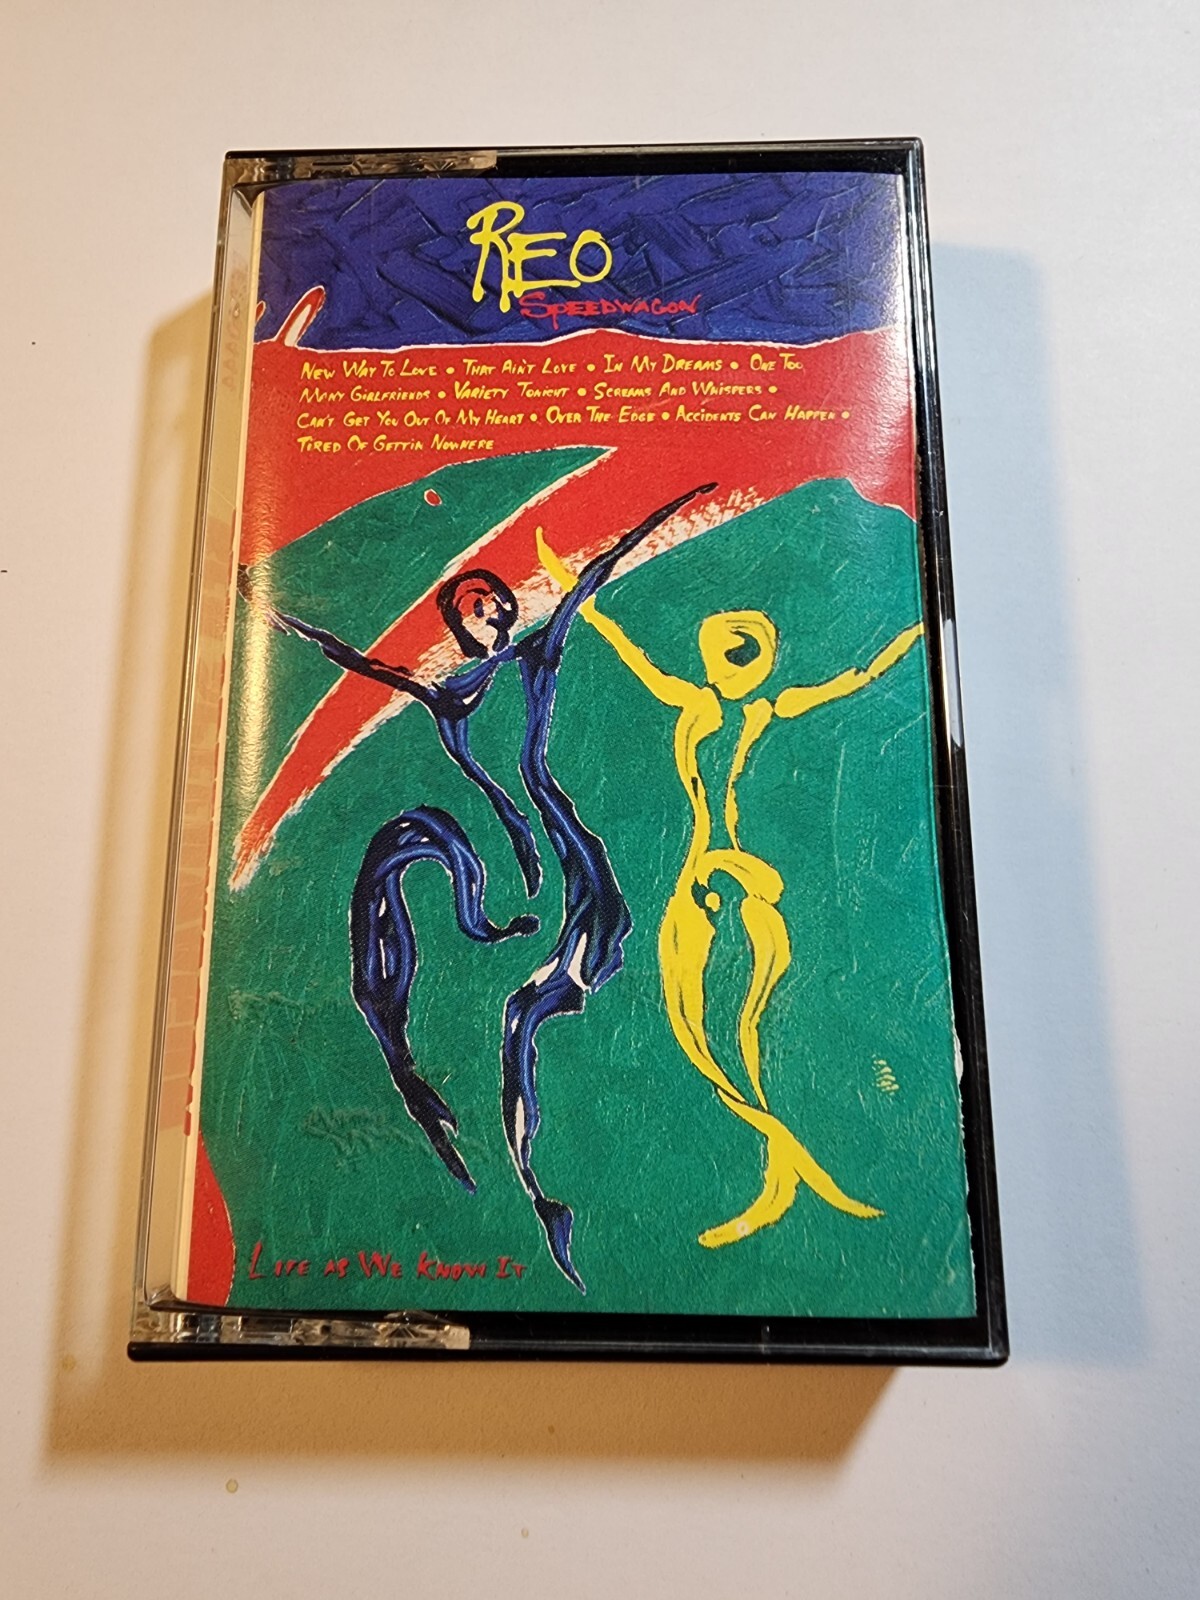 REO
SPEEDWAGON
NEW WAY TO LOVE • THAT AIN'T LOVE • IN MY DREAMS • ONE TOO
MANY GIRLFRIENDS • VARIETY TONIGHT • SCREAMS AND WHISPERS •
CAN'T GET YOU OUT OF MY HEART • OVER THE EDGE • ACCIDENTS CAN HAPPEN •
TIRED OF GETTIN NOWHERE
LIFE AS WE KNOW IT